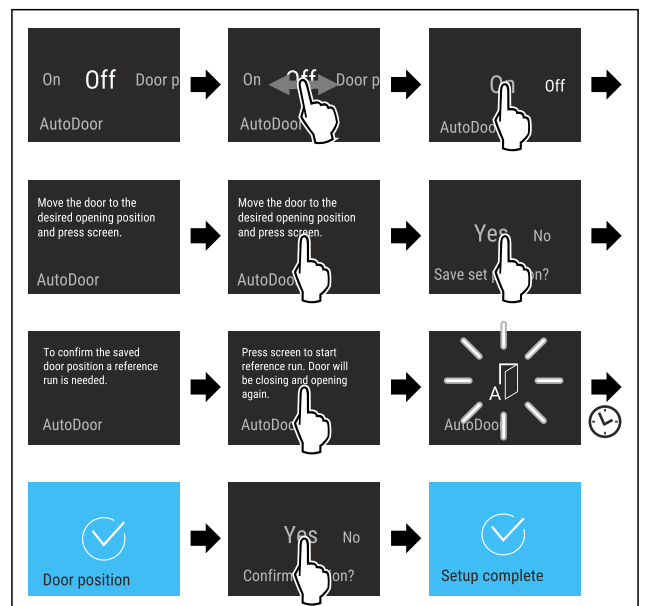 On Off Door p
AutoDoor
On Off Door p
AutoDoor
On Off
AutoDoo
Move the door to the
desired opening position
and press screen.
AutoDoor
Move the door to the
desired opening position
and press screen.
AutoDoo
Yes No
Save set p on?
To confirm the saved
door position a reference
run is needed.
AutoDoor
Press screen to start
reference run. Door will
be closing and opening
again.
AutoDoo
A
AutoDoor
Door position
Yes No
Confirm on?
Setup complete